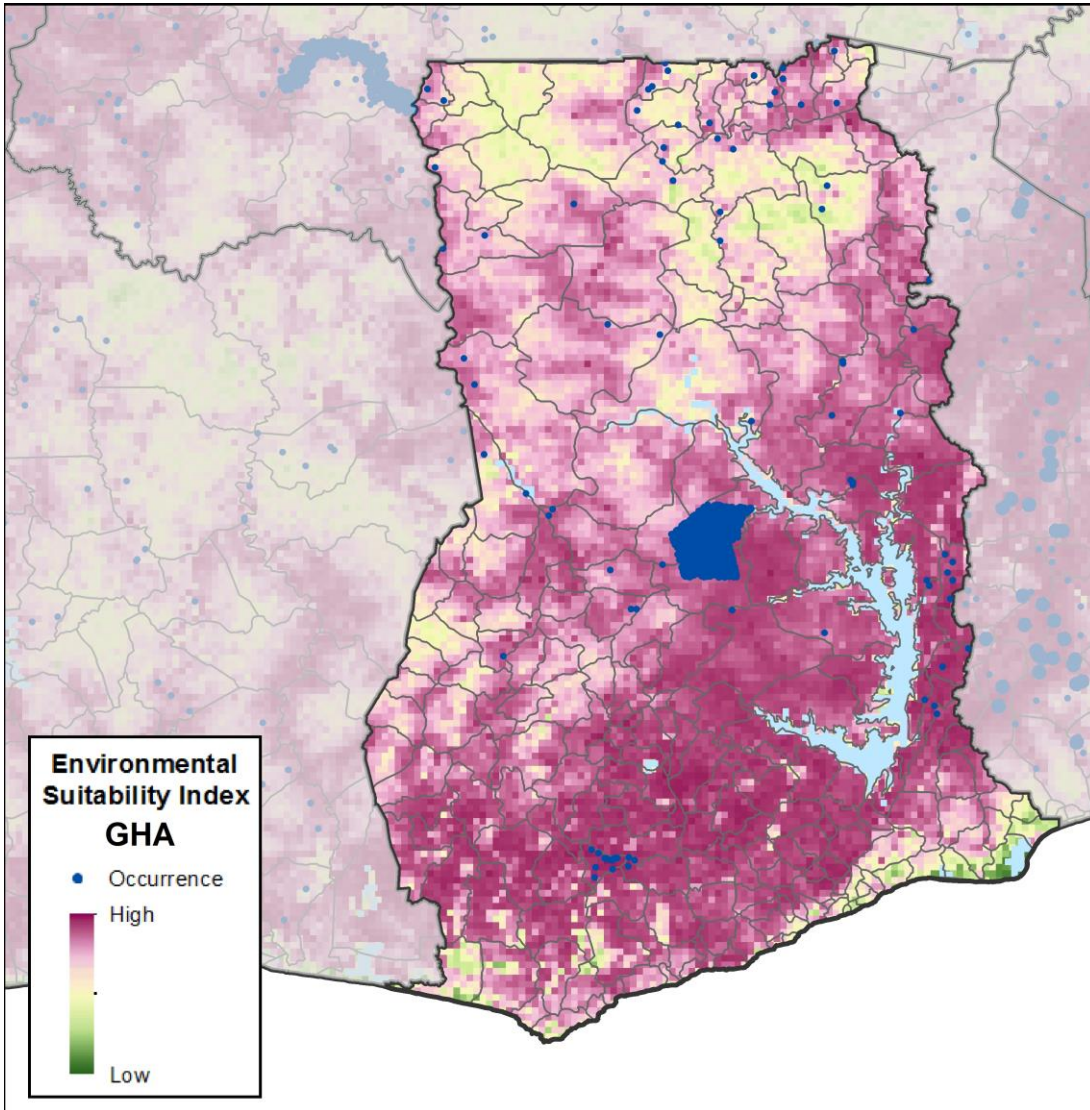 Environmental
Suitability Index
GHA
Occurrence
High
Low